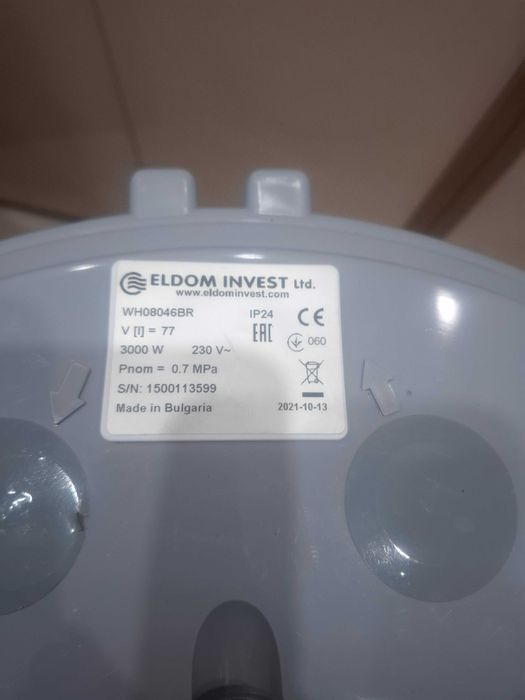 ELDOM INVEST Ltd.
www.eldominvest.com
WH08046BR IP24 CE
V [l] = 77 EAC
3000 W 230 V~ 060
Pnom = 0.7 MPa
S/N: 1500113599
Made in Bulgaria 2021-10-13